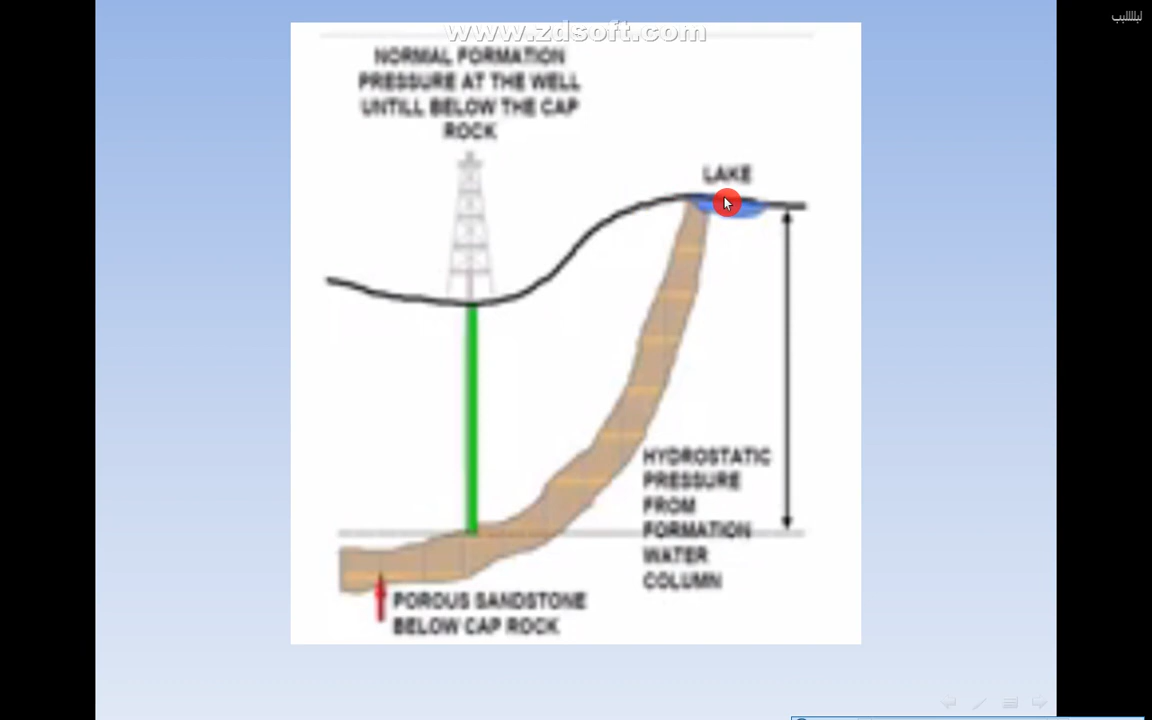 www.zdsoft.com
لبلللللبب
NORMAL FORMATION
PRESSURE AT THE WELL
UNTILL BELOW THE CAP
ROCK
LAKE
HYDROSTATIC
PRESSURE
FROM
FORMATION
WATER
COLUMN
POROUS SANDSTONE
BELOW CAP ROCK